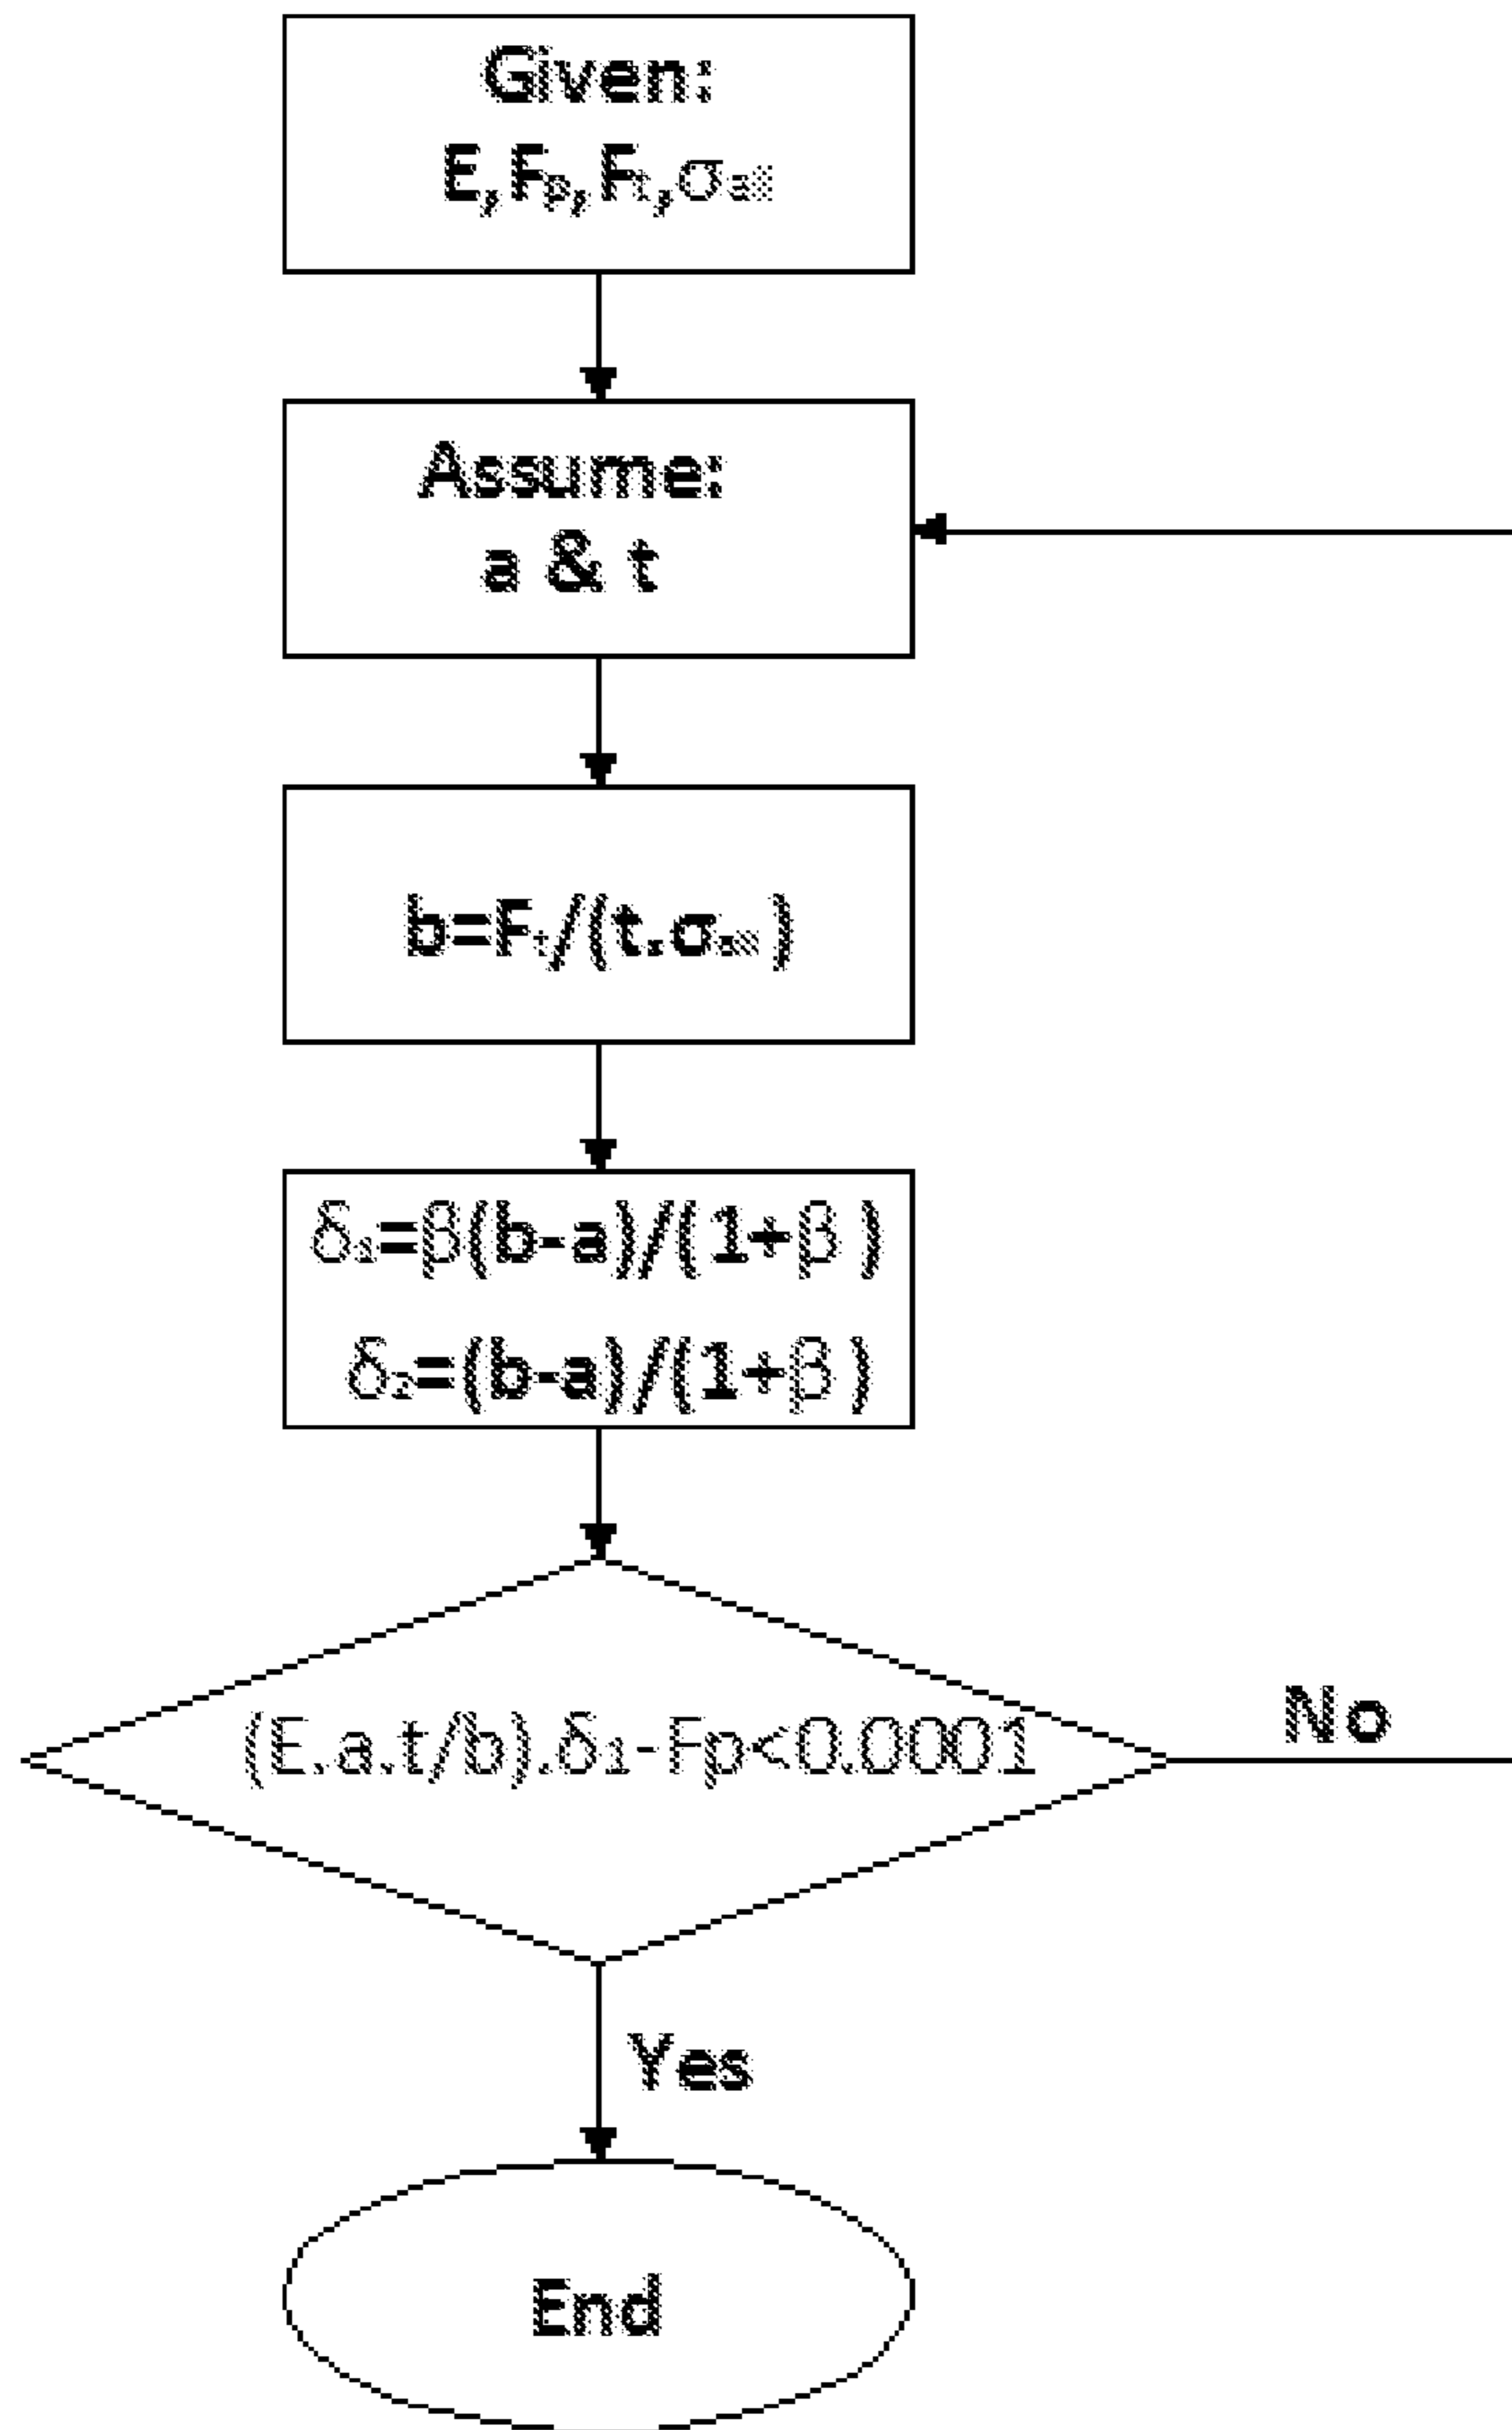 Given:
E,Fp,Ft,σall
Assume:
a & t
b=Ft/(t.σall)
δ1=β(b-a)/(1+β)
δ2=(b-a)/(1+β)
(E.a.t/b).δ1-Fp<0.0001
No
Yes
End